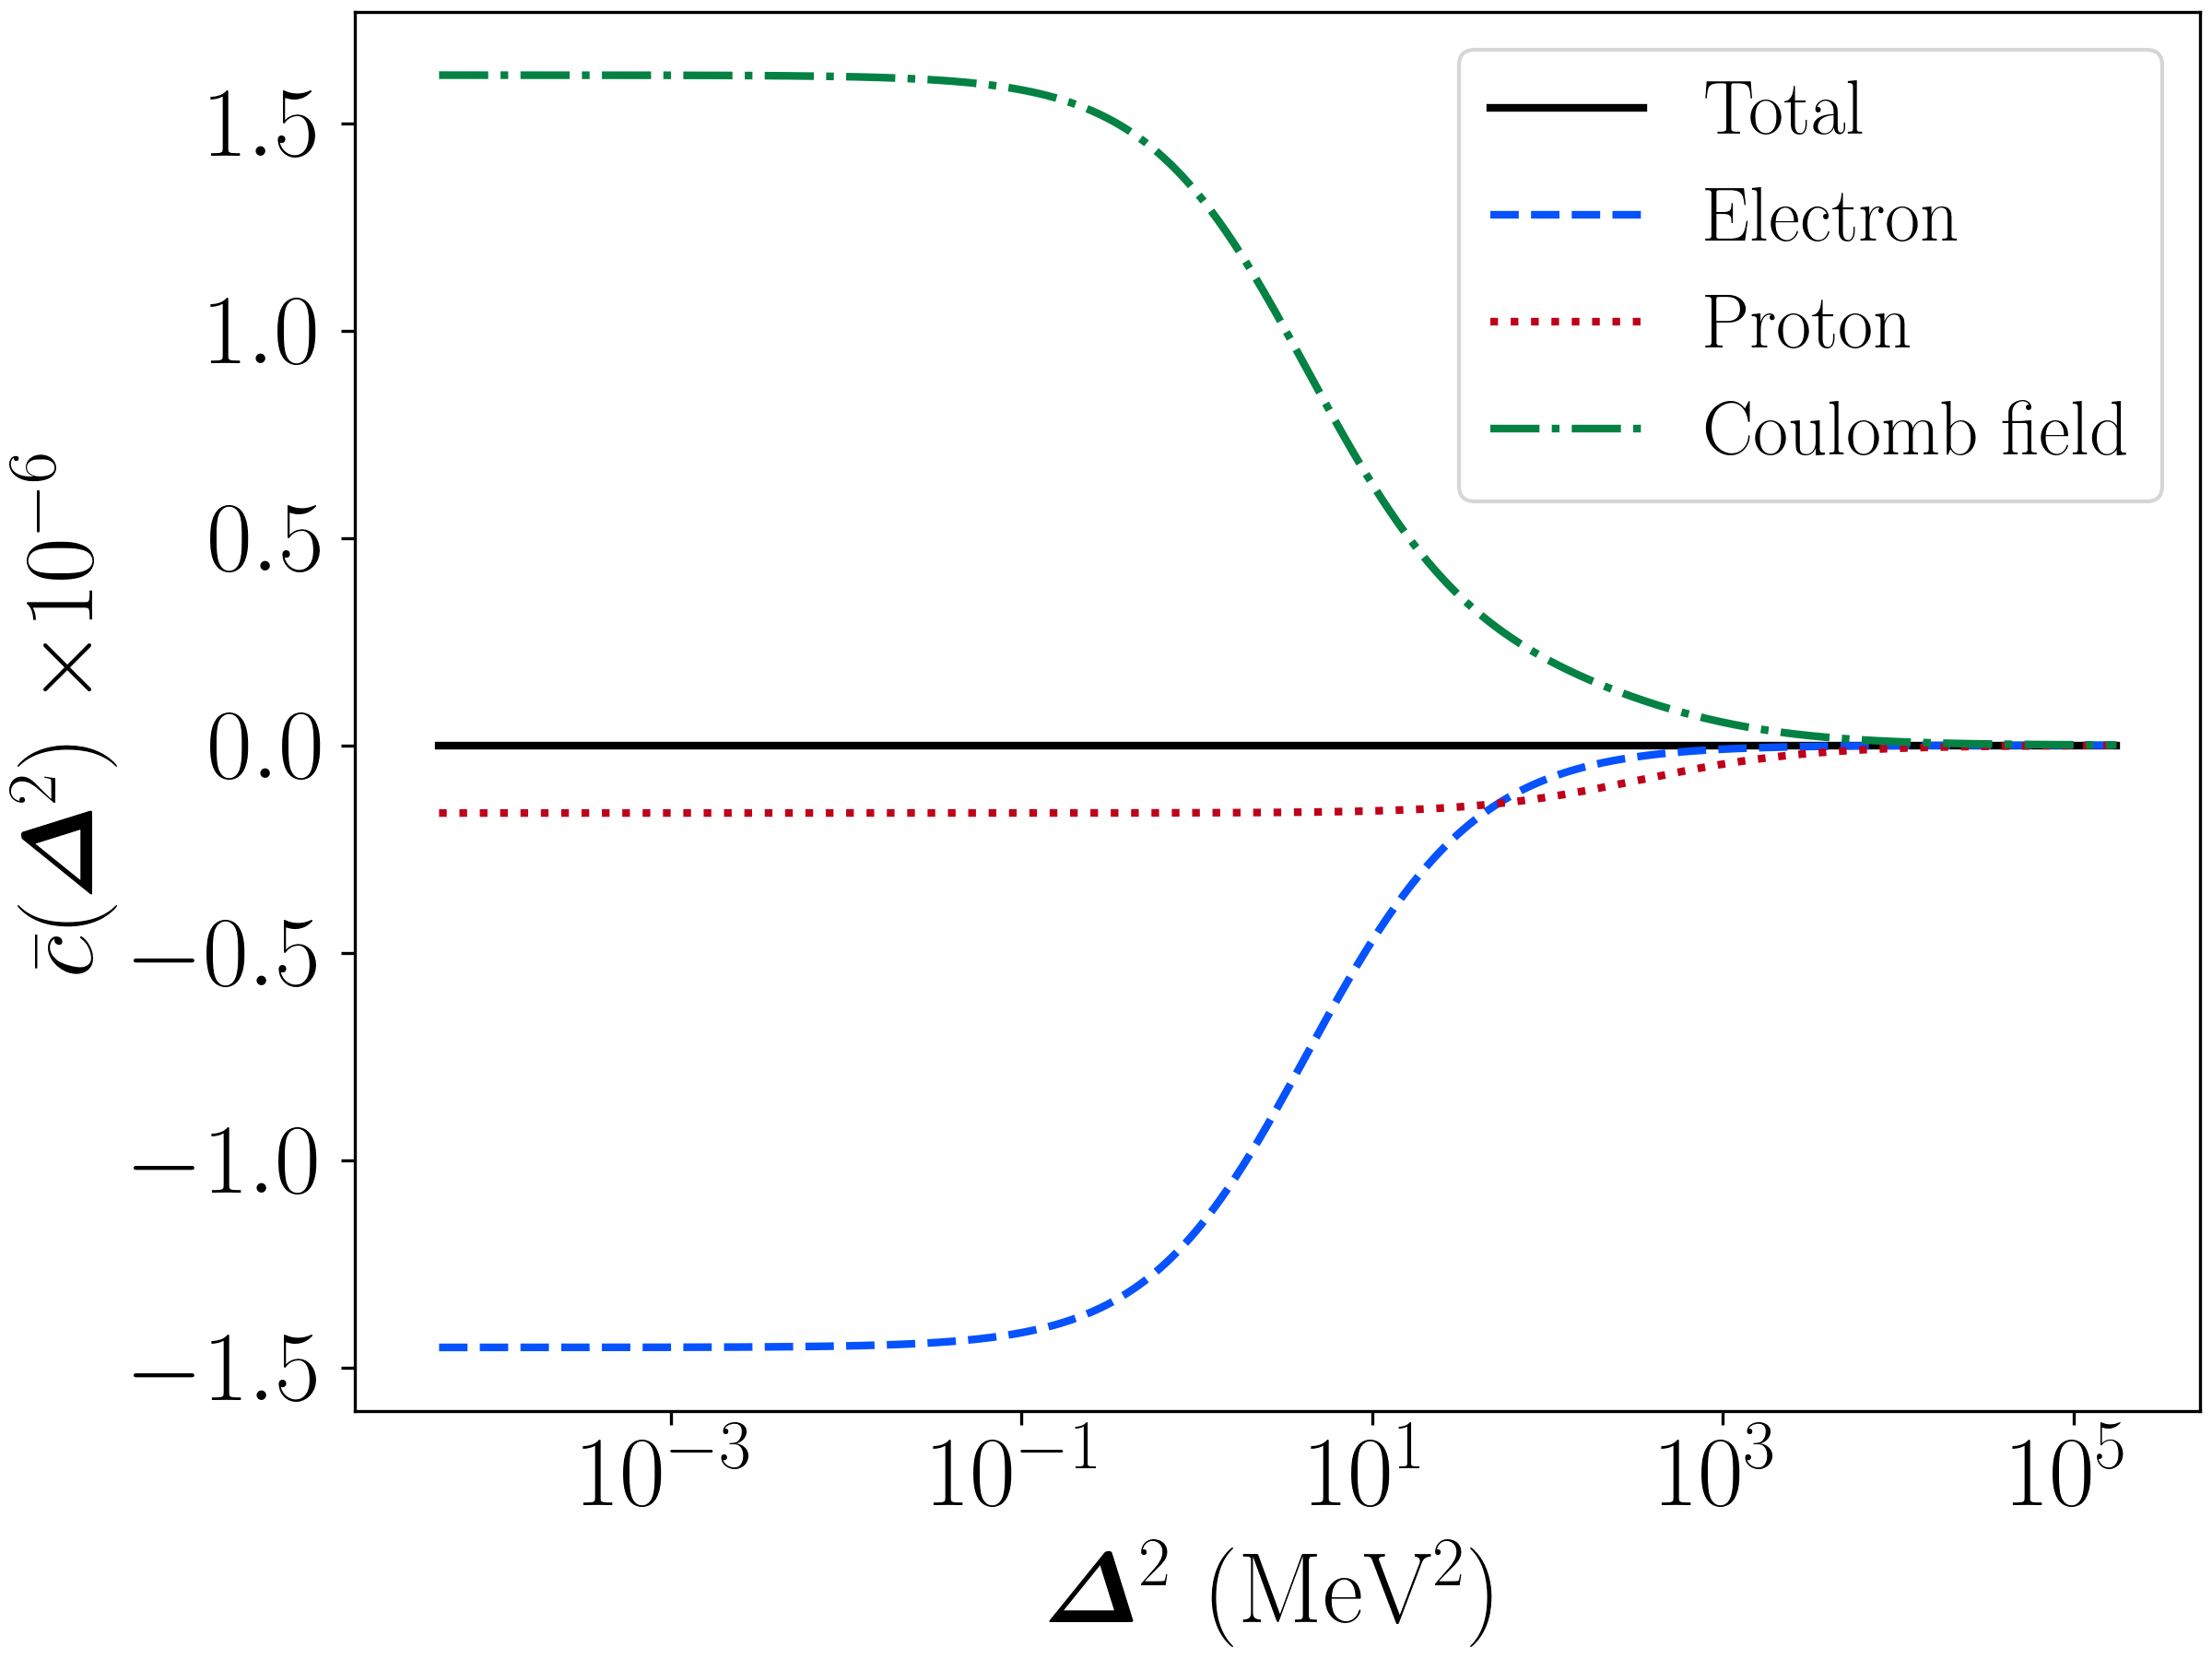 c̄(Δ²) ×10⁻⁶
1.5
1.0
0.5
0.0
−0.5
−1.0
−1.5
Total
Electron
Proton
Coulomb field
10⁻³
10⁻¹
10¹
10³
10⁵
Δ² (MeV²)